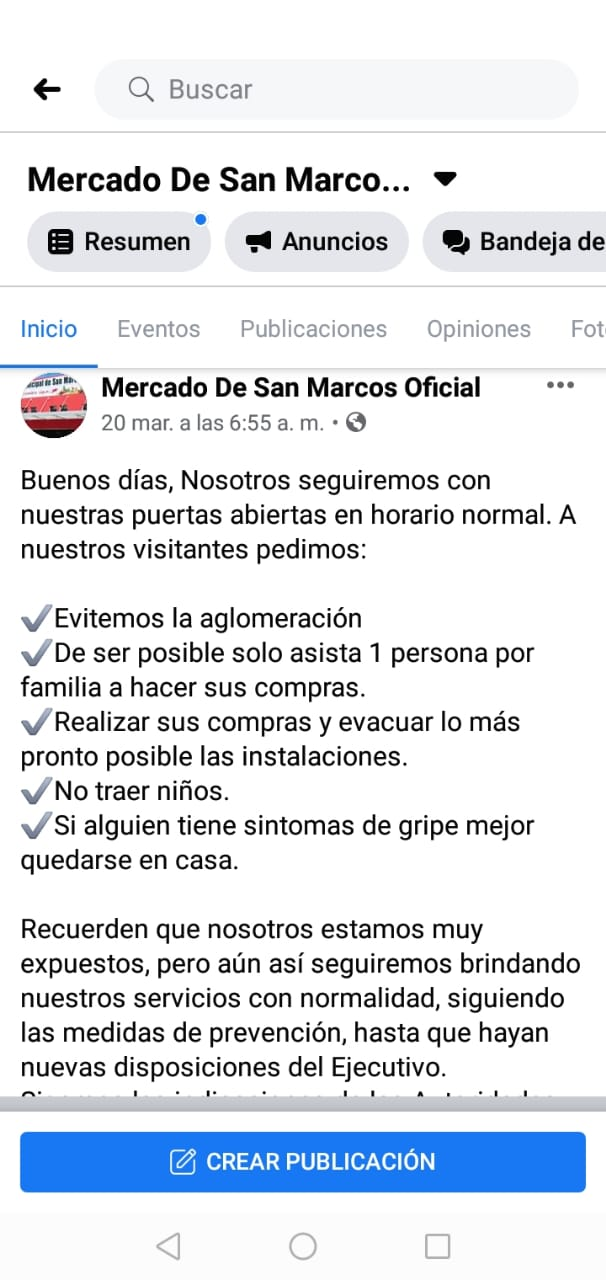 Buscar
Mercado De San Marco...
Resumen
Anuncios
Bandeja de
Inicio
Eventos
Publicaciones
Opiniones
Fot
Mercado De San Marcos Oficial
20 mar. a las 6:55 a. m.
Buenos días, Nosotros seguiremos con
nuestras puertas abiertas en horario normal. A
nuestros visitantes pedimos:
✔Evitemos la aglomeración
✔De ser posible solo asista 1 persona por
familia a hacer sus compras.
✔Realizar sus compras y evacuar lo más
pronto posible las instalaciones.
✔No traer niños.
✔Si alguien tiene sintomas de gripe mejor
quedarse en casa.
Recuerden que nosotros estamos muy
expuestos, pero aún así seguiremos brindando
nuestros servicios con normalidad, siguiendo
las medidas de prevención, hasta que hayan
nuevas disposiciones del Ejecutivo.
CREAR PUBLICACIÓN